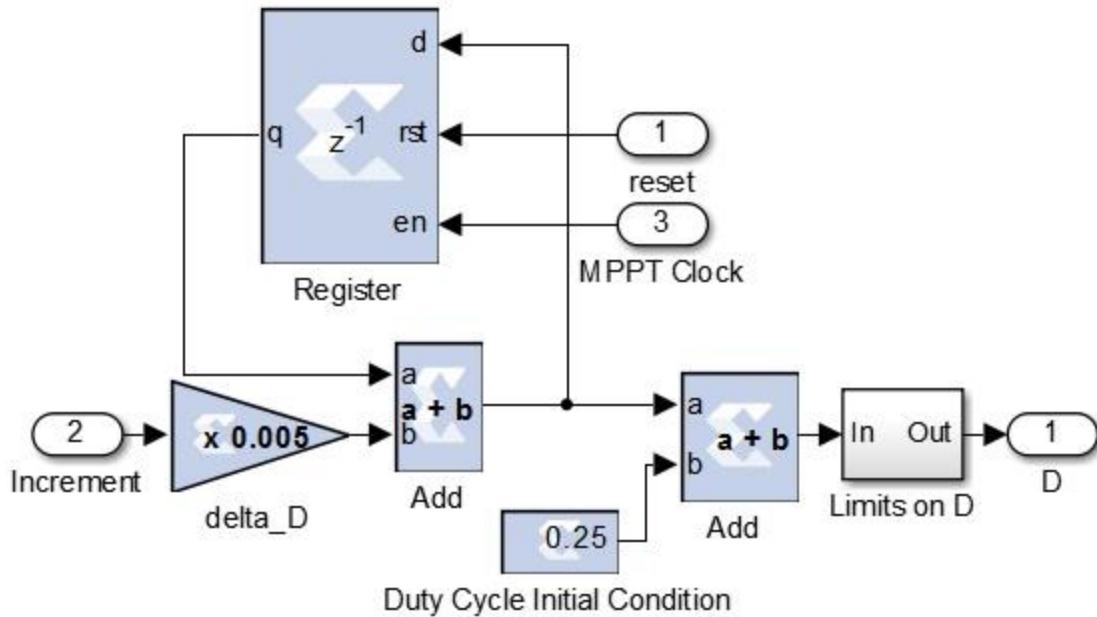 d
q
z-1
rst
1
reset
en
3
MPPT Clock
Register
a
a + b
b
2
x 0.005
Increment
delta_D
Add
a
a + b
b
In Out
1
Limits on D
D
0.25
Add
Duty Cycle Initial Condition